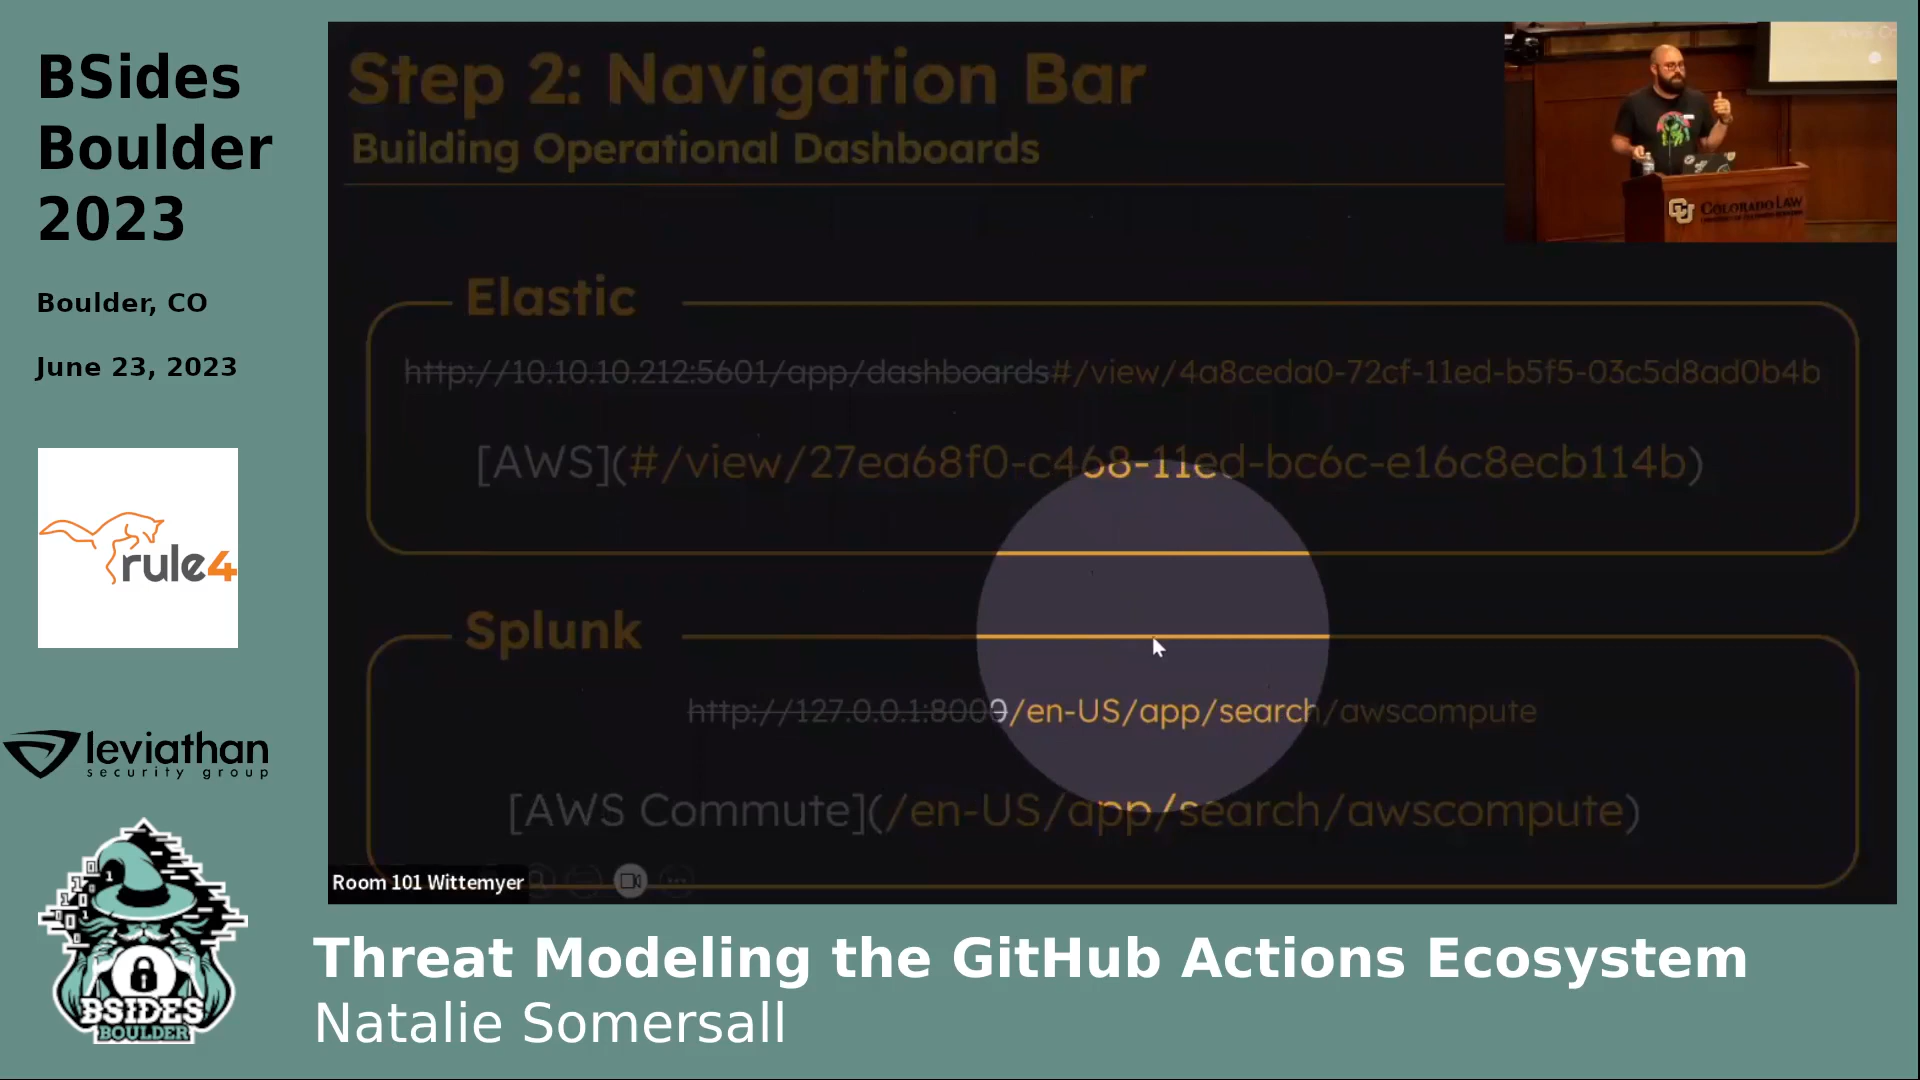 BSides
Boulder
2023
Boulder, CO
June 23, 2023
rule4
leviathan
security group
BSIDES
BOULDER
Step 2: Navigation Bar
Building Operational Dashboards
Elastic
http://10.10.10.212:5601/app/dashboards#/view/4a8ceda0-72cf-11ed-b5f5-03c5d8ad0b4b
[AWS](#/view/27ea68f0-c468-11ed-bc6c-e16c8ecb114b)
Splunk
http://127.0.0.1:8000/en-US/app/search/awscompute
[AWS Commute](/en-US/app/search/awscompute)
Room 101 Wittemyer
CU
COLORADO LAW
Threat Modeling the GitHub Actions Ecosystem
Natalie Somersall